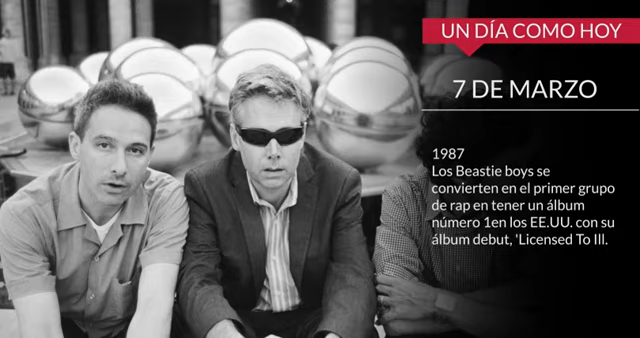 UN DÍA COMO HOY
7 DE MARZO
1987
Los Beastie boys se
convierten en el primer grupo
de rap en tener un álbum
número 1en los EE.UU. con su
álbum debut, 'Licensed To Ill.